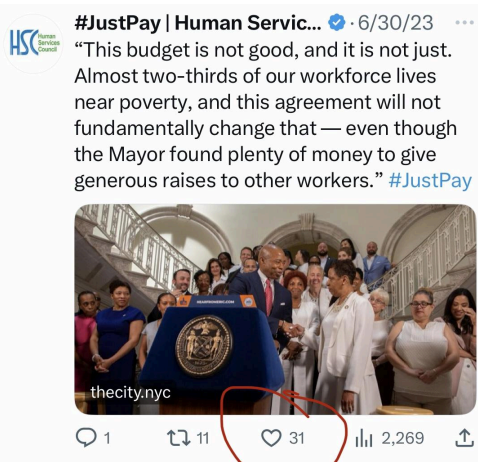 HSC Human
Services
Council
#JustPay | Human Servic... · 6/30/23
“This budget is not good, and it is not just.
Almost two-thirds of our workforce lives
near poverty, and this agreement will not
fundamentally change that — even though
the Mayor found plenty of money to give
generous raises to other workers.” #JustPay
thecity.nyc
1 11 31 2,269